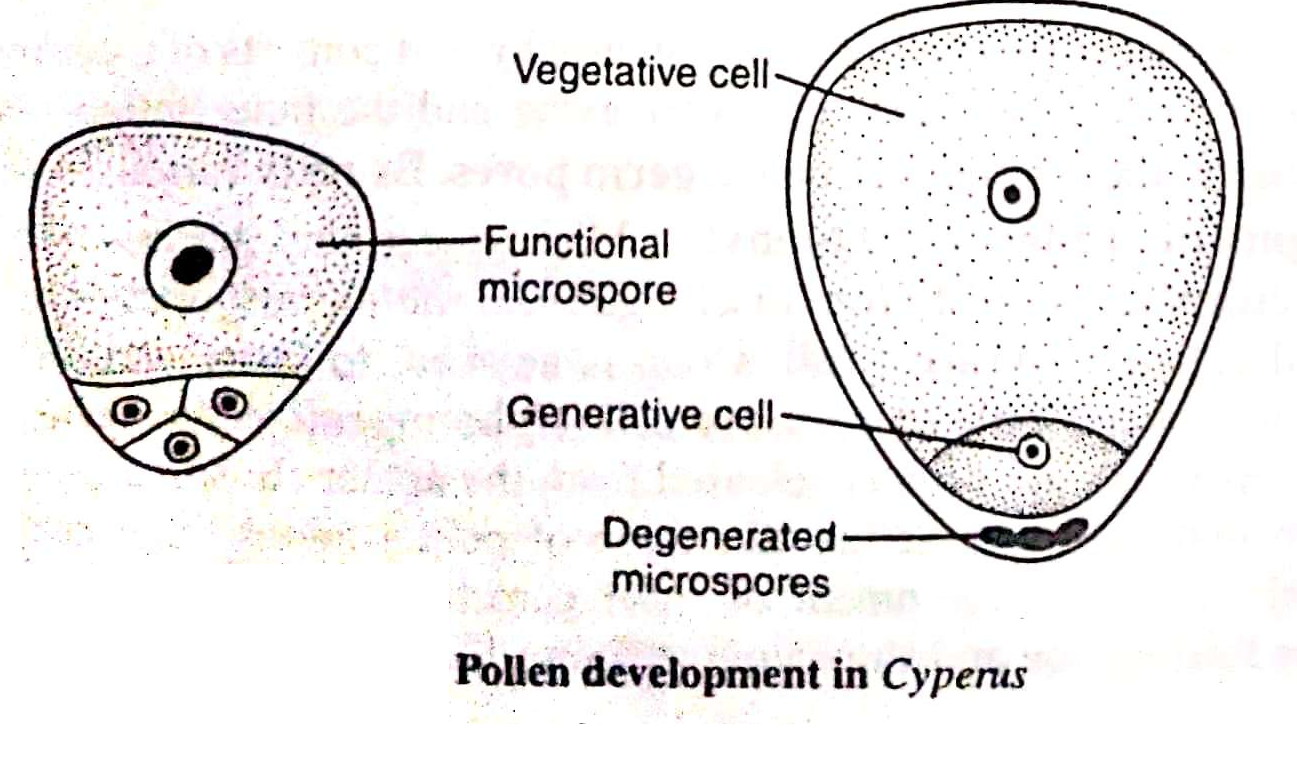 Vegetative cell
Functional
microspore
Generative cell
Degenerated
microspores
Pollen development in Cyperus